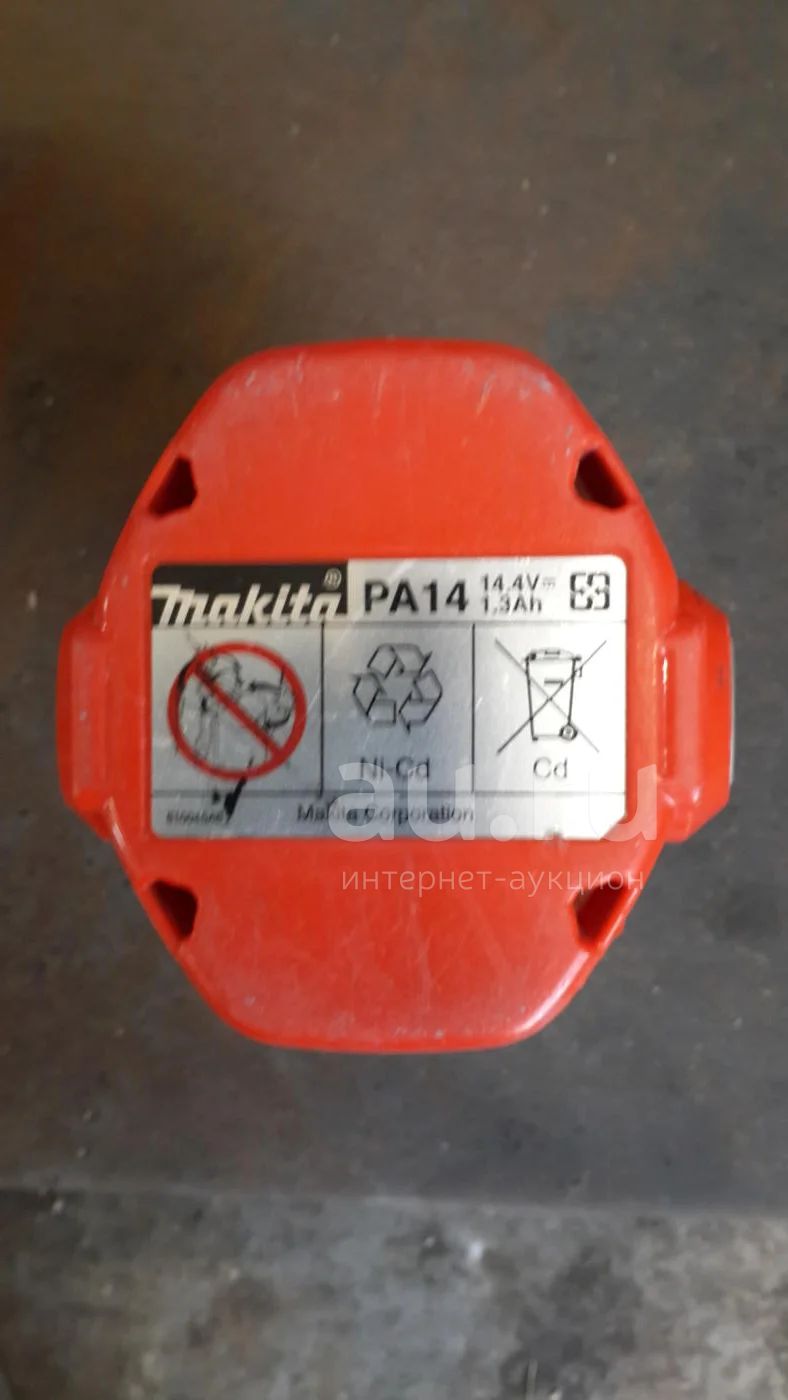 makita® PA14 14.4V⎓
1.3Ah
Ni-Cd
Cd
Makita Corporation
au.ru
интернет-аукцион